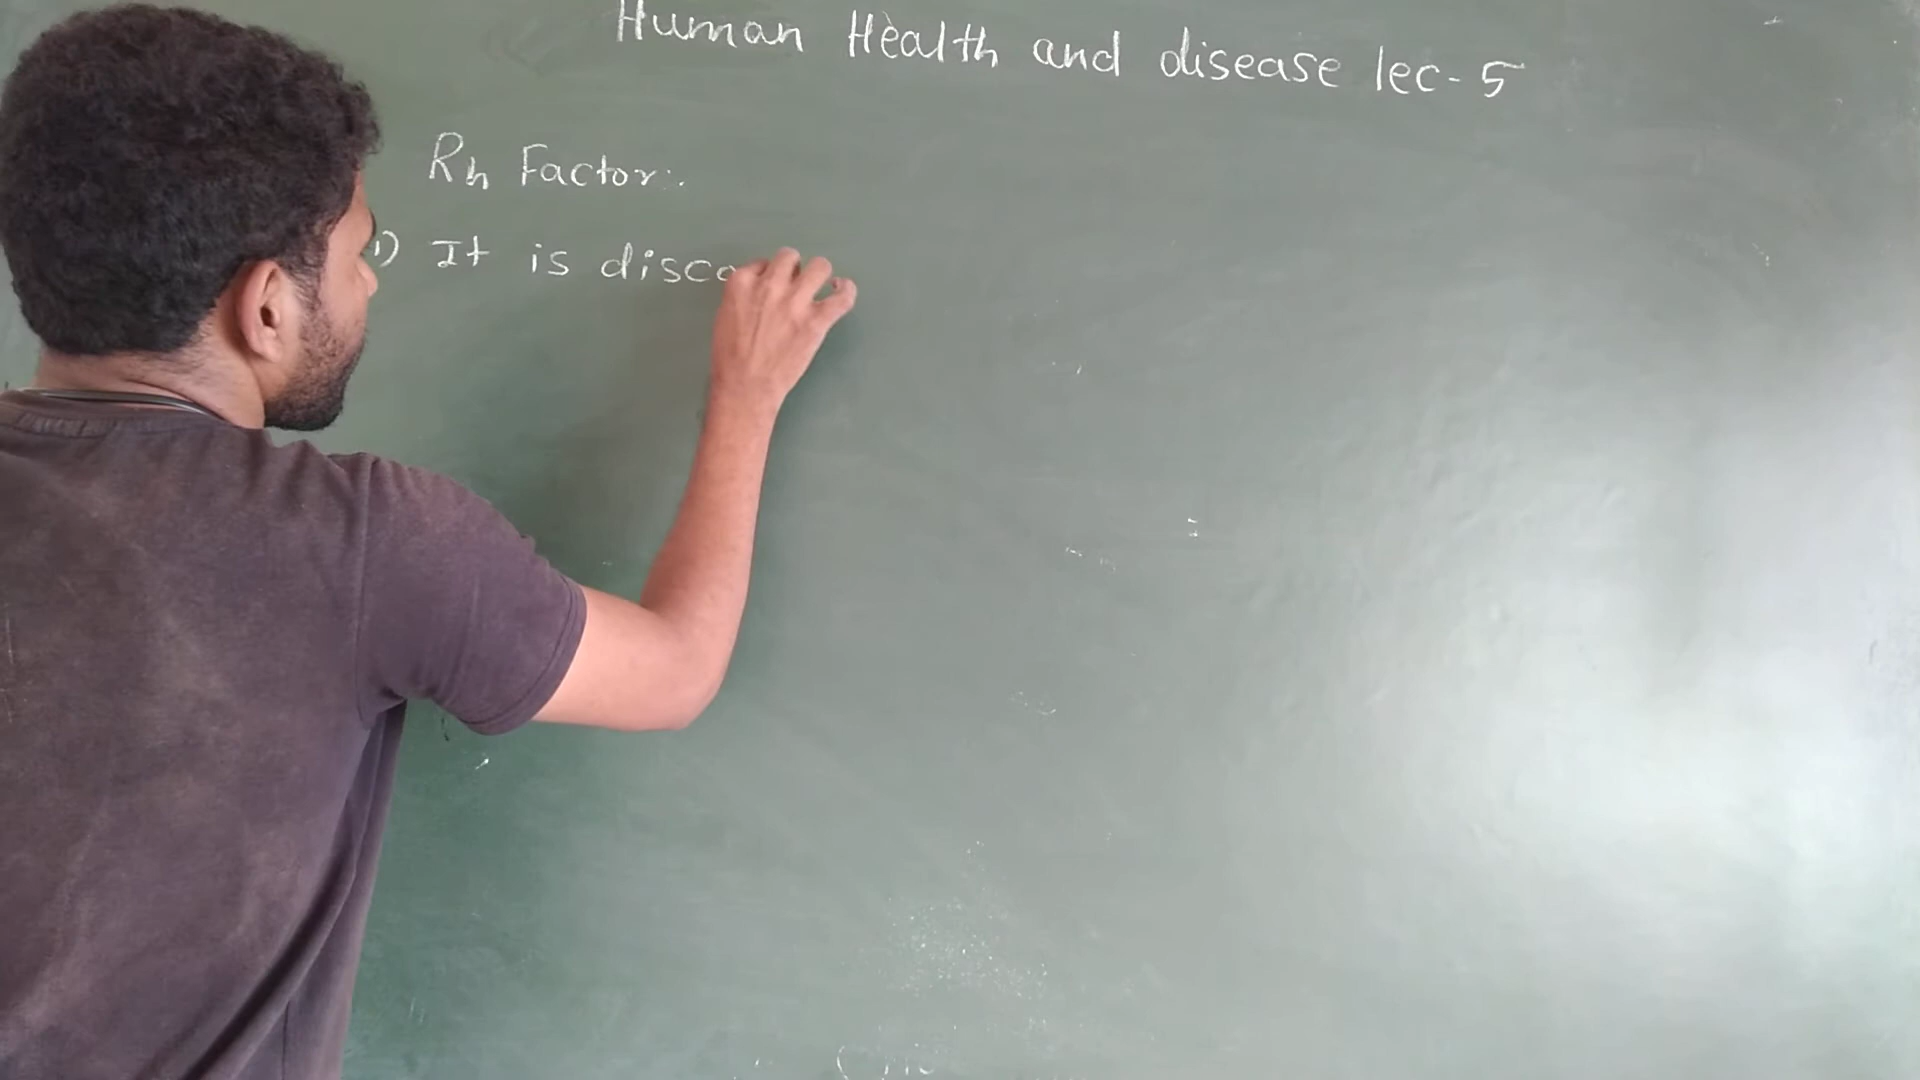 Human Health and disease lec-5
Rh Factor:-
1) It is disco